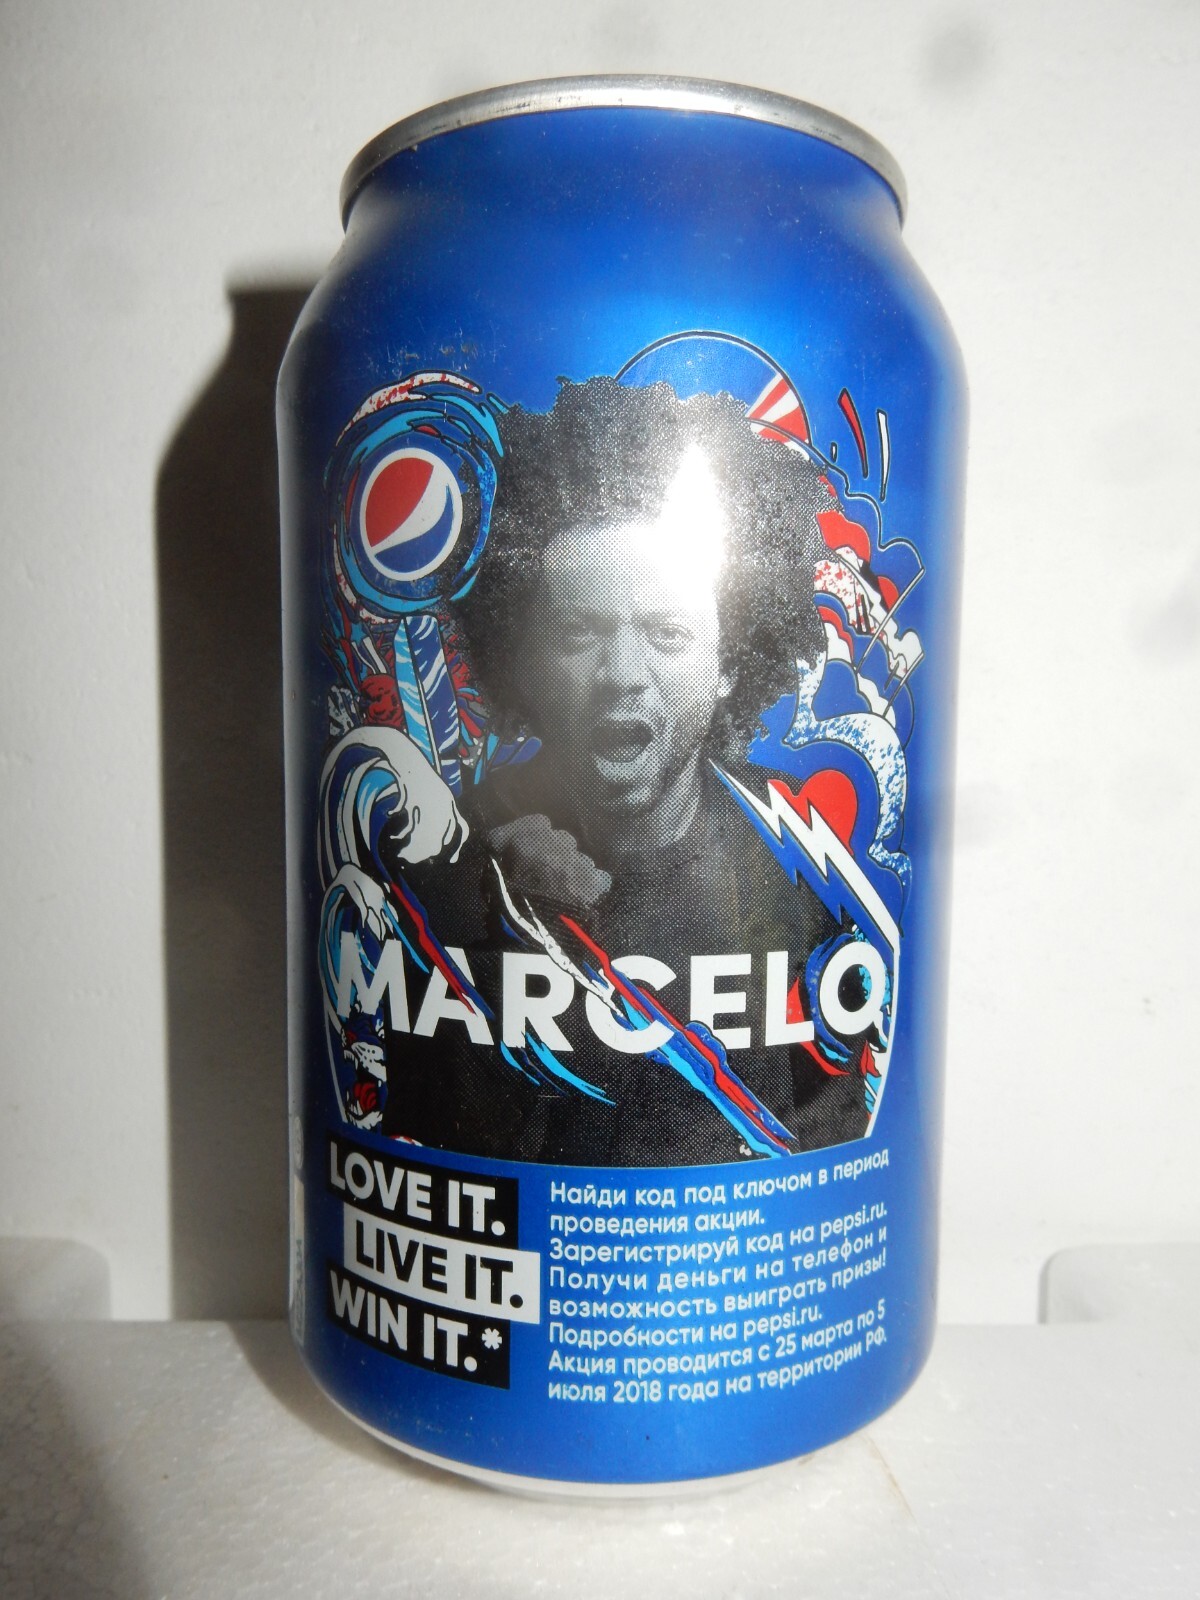 MARCELO
LOVE IT.
LIVE IT.
WIN IT.*
Найди код под ключом в период
проведения акции.
Зарегистрируй код на pepsi.ru.
Получи деньги на телефон и
возможность выиграть призы!
Подробности на pepsi.ru.
Акция проводится с 25 марта по 5
июля 2018 года на территории РФ.